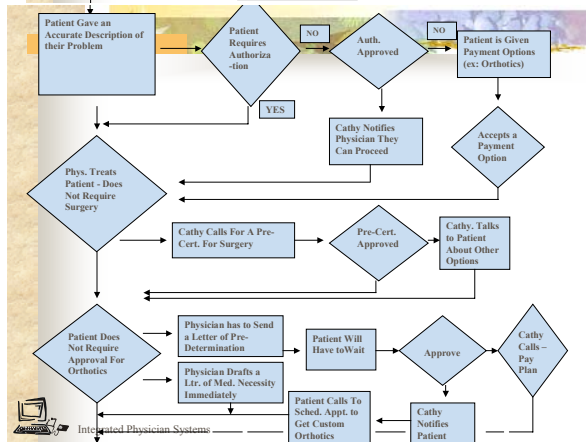 Patient Gave an
Accurate Description of
their Problem
Patient
Requires
Authoriza
-tion
NO
Auth.
Approved
NO
Patient is Given
Payment Options
(ex: Orthotics)
YES
Cathy Notifies
Physician They
Can Proceed
Accepts a
Payment
Option
Phys. Treats
Patient - Does
Not Require
Surgery
Cathy Calls For A Pre-
Cert. For Surgery
Pre-Cert.
Approved
Cathy. Talks
to Patient
About Other
Options
Patient Does
Not Require
Approval For
Orthotics
Physician has to Send
a Letter of Pre-
Determination
Patient Will
Have toWait
Approve
Cathy
Calls –
Pay
Plan
Physician Drafts a
Ltr. of Med. Necessity
Immediately
Patient Calls To
Sched. Appt. to
Get Custom
Orthotics
Cathy
Notifies
Patient
Integrated Physician Systems